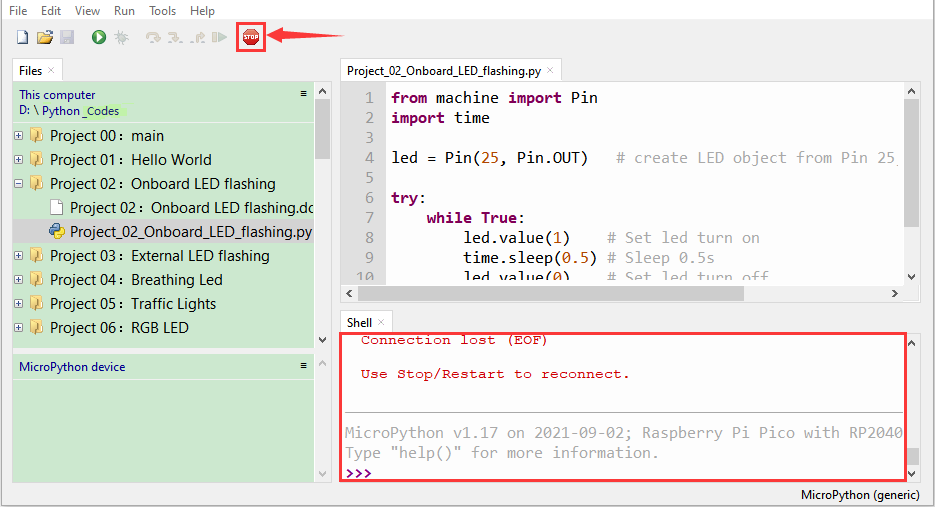 File Edit View Run Tools Help
STOP
Files
Project_02_Onboard_LED_flashing.py
This computer
D: \ Python _Codes
Project 00：main
Project 01：Hello World
Project 02：Onboard LED flashing
Project 02：Onboard LED flashing.dc
Project_02_Onboard_LED_flashing.py
Project 03：External LED flashing
Project 04：Breathing Led
Project 05：Traffic Lights
Project 06：RGB LED
MicroPython device
1 from machine import Pin
2 import time
3
4 led = Pin(25, Pin.OUT) # create LED object from Pin 25,
5
6 try:
7 while True:
8 led.value(1) # Set led turn on
9 time.sleep(0.5) # Sleep 0.5s
10 led.value(0) # Set led turn off
Shell
Connection lost (EOF)
Use Stop/Restart to reconnect.
MicroPython v1.17 on 2021-09-02; Raspberry Pi Pico with RP2040
Type "help()" for more information.
>>>
MicroPython (generic)